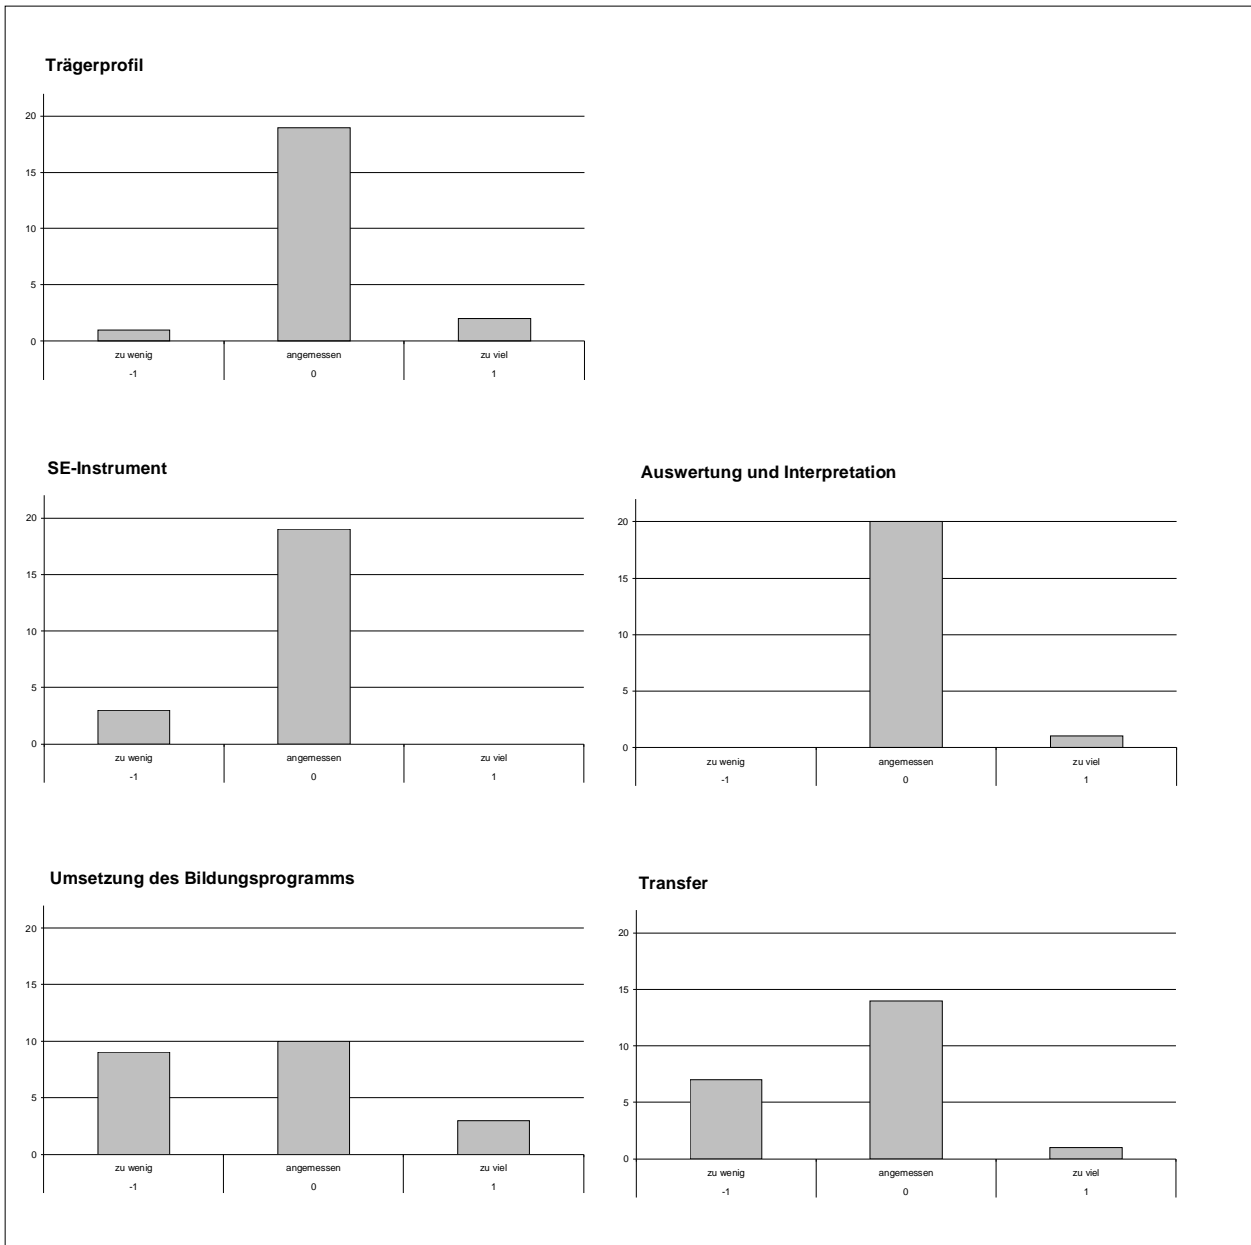 Trägerprofil
20
15
10
5
0
zu wenig angemessen zu viel
-1 0 1
SE-Instrument
20
15
10
5
0
zu wenig angemessen zu viel
-1 0 1
Auswertung und Interpretation
20
15
10
5
0
zu wenig angemessen zu viel
-1 0 1
Umsetzung des Bildungsprogramms
20
15
10
5
0
zu wenig angemessen zu viel
-1 0 1
Transfer
20
15
10
5
0
zu wenig angemessen zu viel
-1 0 1